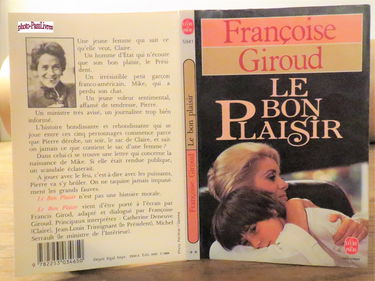 photo-PassLivres
Une jeune femme qui sait ce
qu'elle veut, Claire.
Un homme d'État qui n'écoute
que son bon plaisir, le Prési-
dent.
Un irrésistible petit garçon
franco-américain, Mike, qui a
perdu son chat.
Un jeune voleur sentimental,
affamé de tendresse, Pierre.
Un ministre très avisé, un journaliste trop bien
informé.
L'histoire bondissante et rebondissante qui se
joue entre ces cinq personnages commence parce
que Pierre dérobe, un soir, le sac de Claire, et sait-
on jamais ce que contient le sac d'une femme ?
Dans celui-ci se trouve une lettre qui concerne la
naissance de Mike. Si elle était rendue publique,
un scandale éclaterait.
A jouer avec le feu, c'est-à-dire avec les puissants,
Pierre va s'y brûler. On ne taquine jamais impuné-
ment les grands fauves.
Le Bon Plaisir n'est pas une histoire morale.
Le Bon Plaisir vient d'être porté à l'écran par
Francis Girod, adapté et dialogué par Françoise
Giroud. Principaux interprètes : Catherine Deneuve
(Claire), Jean-Louis Trintignant (le Président), Michel
Serrault (le ministre de l'Intérieur).
9 782253 034650
5941
Françoise Giroud
Le bon plaisir
Françoise
Giroud
LE
BON
PLAISIR